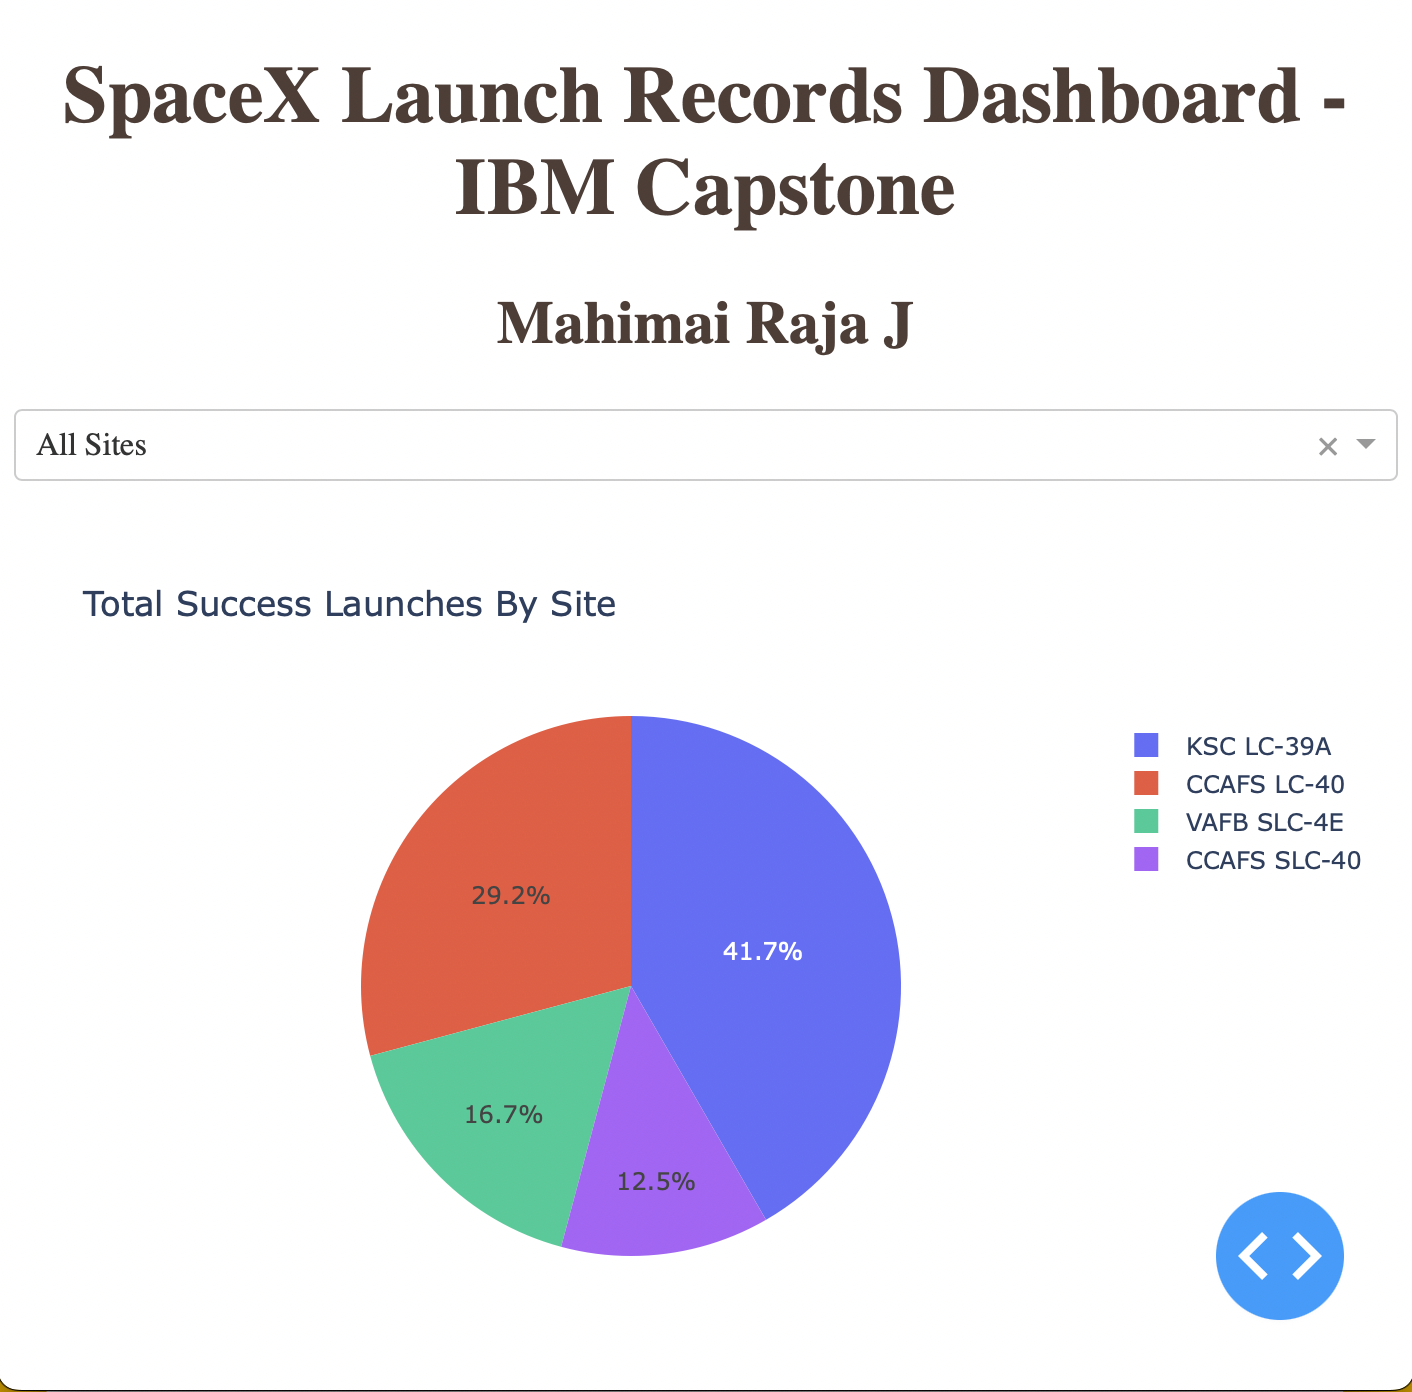 SpaceX Launch Records Dashboard -
IBM Capstone
Mahimai Raja J
All Sites
Total Success Launches By Site
KSC LC-39A
CCAFS LC-40
VAFB SLC-4E
CCAFS SLC-40
29.2%
41.7%
16.7%
12.5%